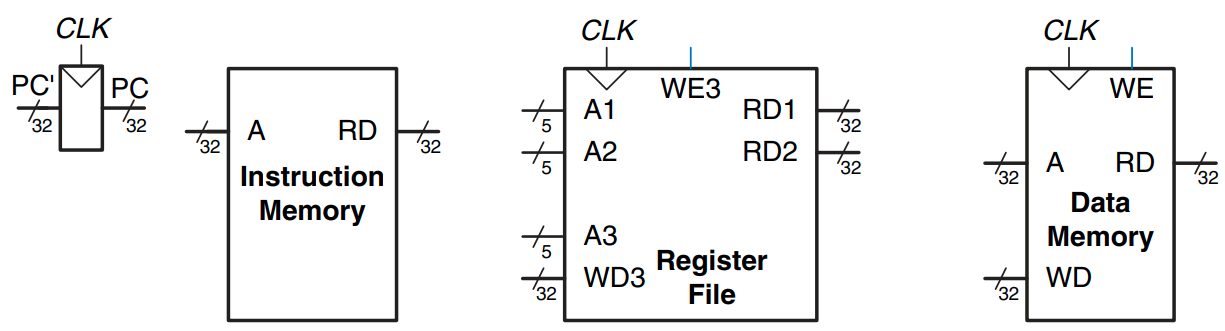 CLK
PC'
PC
32
32
A
RD
32
32
Instruction
Memory
CLK
WE3
A1
RD1
5
32
A2
RD2
5
32
A3
5
WD3
32
Register
File
CLK
WE
A
RD
32
32
Data
Memory
WD
32